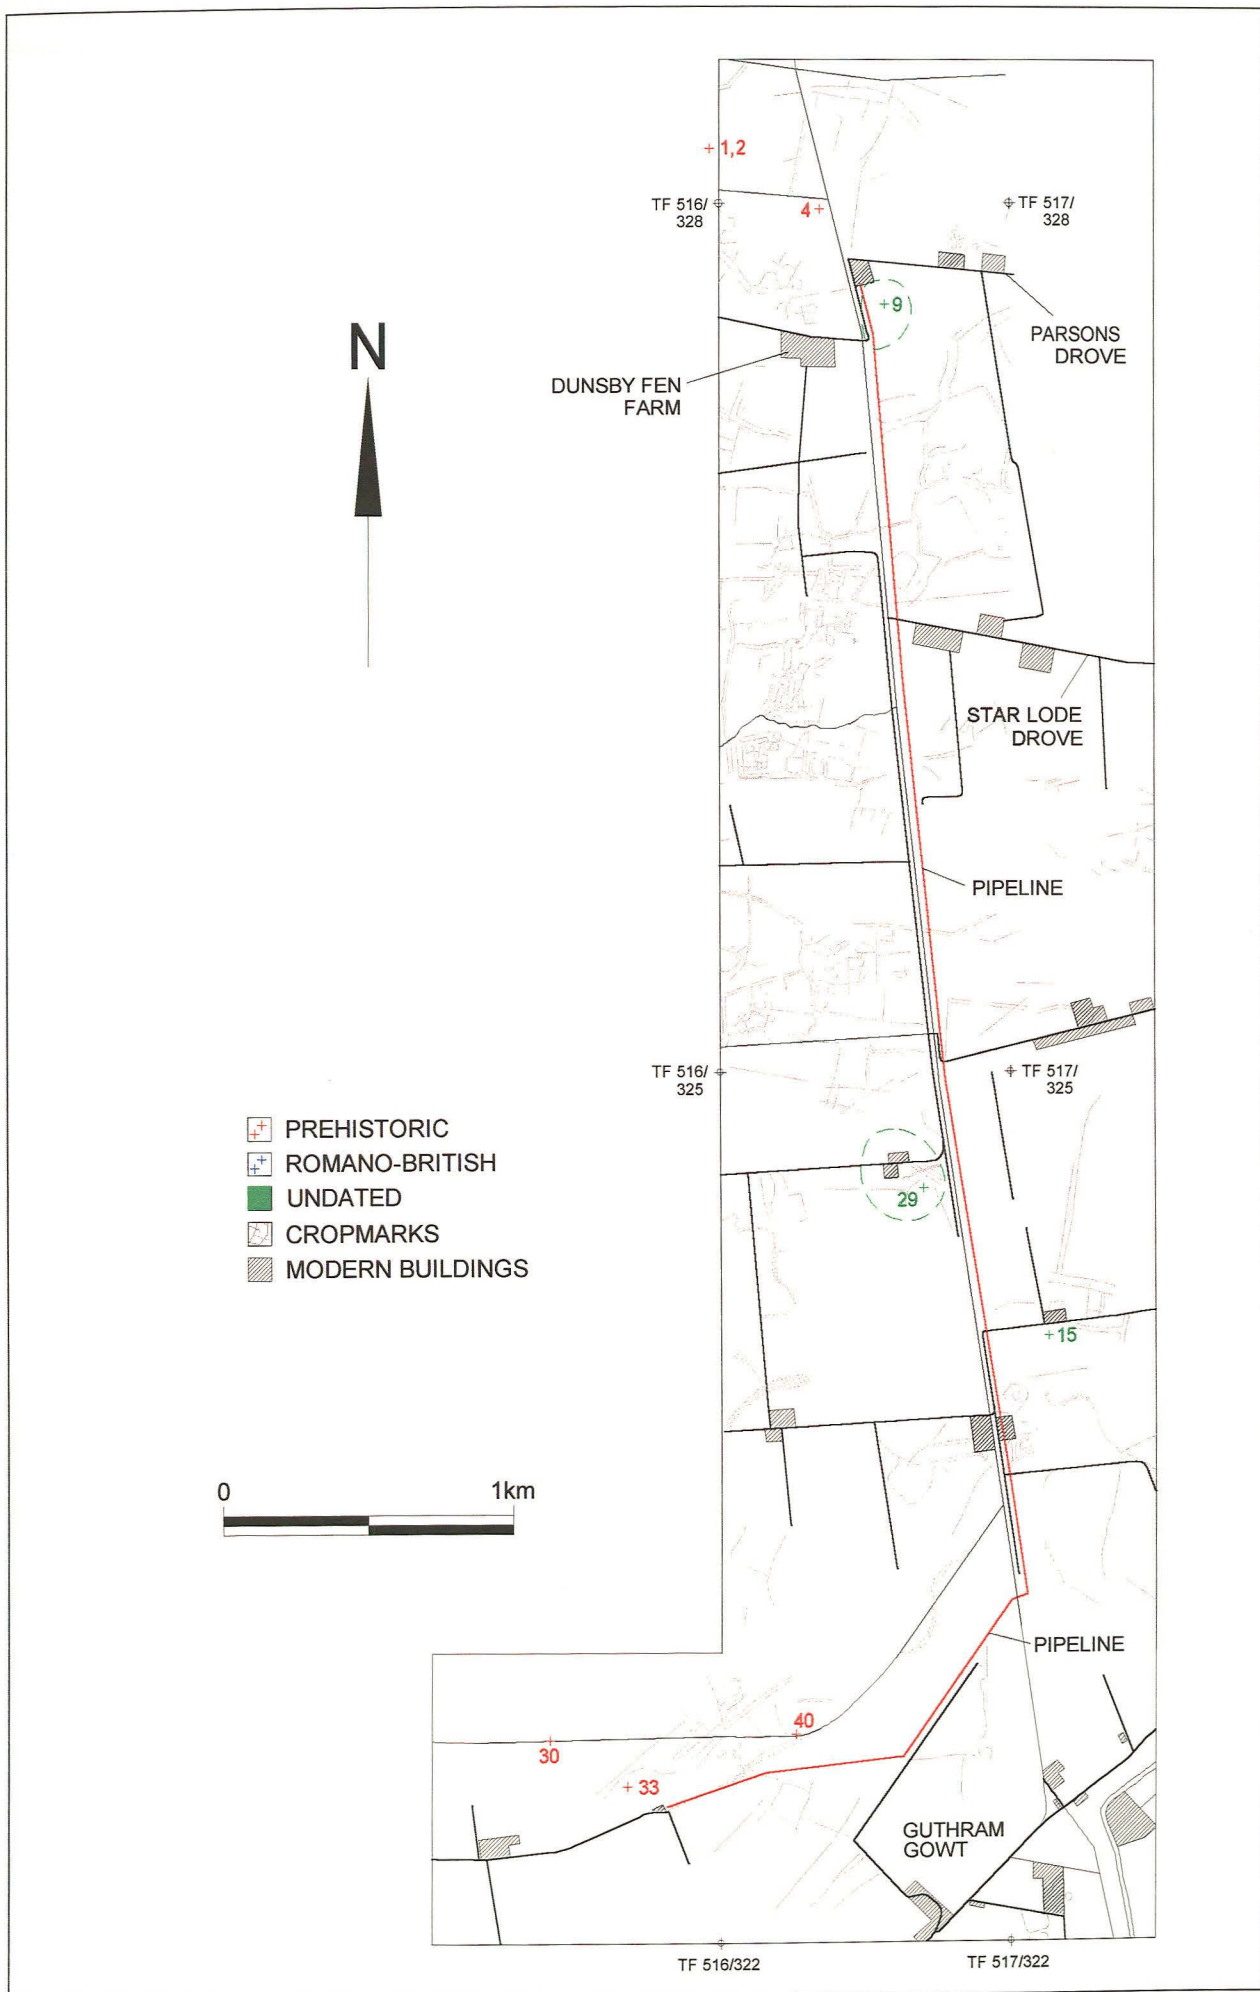 + 1,2
TF 516/
328
4+
TF 517/
328
+9
PARSONS
DROVE
N
DUNSBY FEN
FARM
STAR LODE
DROVE
PIPELINE
TF 516/
325
TF 517/
325
PREHISTORIC
ROMANO-BRITISH
UNDATED
CROPMARKS
MODERN BUILDINGS
29+
+15
0
1km
PIPELINE
40
30
+ 33
GUTHRAM
GOWT
TF 516/322
TF 517/322